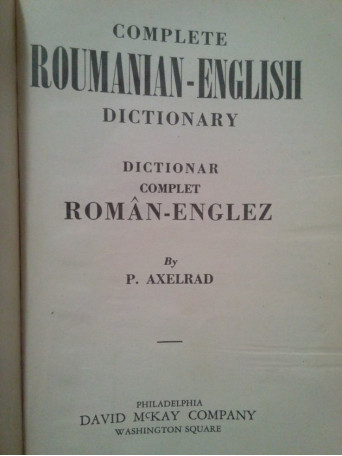 COMPLETE
ROUMANIAN-ENGLISH
DICTIONARY
DICTIONAR
COMPLET
ROMÂN-ENGLEZ
By
P. AXELRAD
PHILADELPHIA
DAVID McKAY COMPANY
WASHINGTON SQUARE